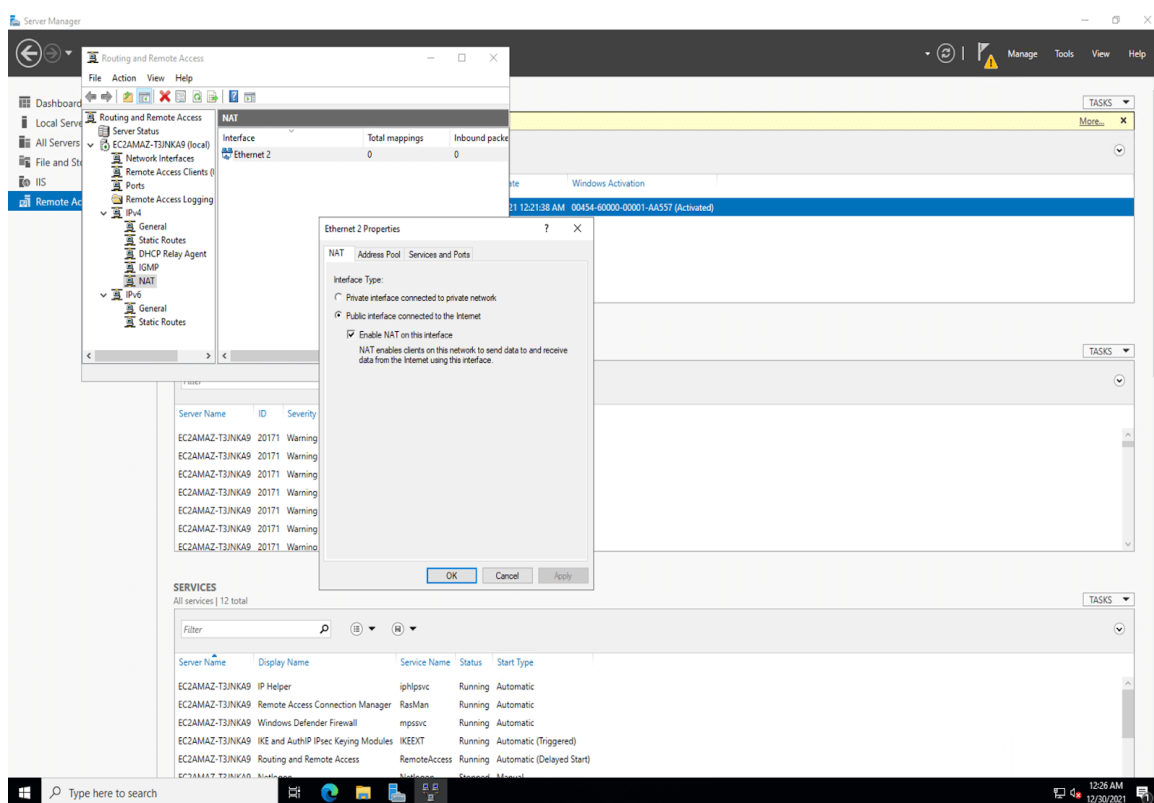 Server Manager
Manage Tools View Help
Dashboard
Local Serve
All Servers
File and Sto
IIS
Remote Ac
Routing and Remote Access
File Action View Help
Routing and Remote Access
Server Status
EC2AMAZ-T3JNKA9 (local)
Network Interfaces
Remote Access Clients (
Ports
Remote Access Logging
IPv4
General
Static Routes
DHCP Relay Agent
IGMP
NAT
IPv6
General
Static Routes
NAT
Interface Total mappings Inbound packe
Ethernet 2 0 0
TASKS
More...
ate Windows Activation
21 12:21:38 AM 00454-60000-00001-AA557 (Activated)
Ethernet 2 Properties
NAT Address Pool Services and Ports
Interface Type:
Private interface connected to private network
Public interface connected to the Internet
Enable NAT on this interface
NAT enables clients on this network to send data to and receive
data from the Internet using this interface.
OK Cancel Apply
TASKS
Filter
Server Name ID Severity
EC2AMAZ-T3JNKA9 20171 Warning
EC2AMAZ-T3JNKA9 20171 Warning
EC2AMAZ-T3JNKA9 20171 Warning
EC2AMAZ-T3JNKA9 20171 Warning
EC2AMAZ-T3JNKA9 20171 Warning
EC2AMAZ-T3JNKA9 20171 Warning
EC2AMAZ-T3JNKA9 20171 Warning
SERVICES
All services | 12 total
TASKS
Filter
Server Name Display Name Service Name Status Start Type
EC2AMAZ-T3JNKA9 IP Helper iphlpsvc Running Automatic
EC2AMAZ-T3JNKA9 Remote Access Connection Manager RasMan Running Automatic
EC2AMAZ-T3JNKA9 Windows Defender Firewall mpssvc Running Automatic
EC2AMAZ-T3JNKA9 IKE and AuthIP IPsec Keying Modules IKEEXT Running Automatic (Triggered)
EC2AMAZ-T3JNKA9 Routing and Remote Access RemoteAccess Running Automatic (Delayed Start)
EC2AMAZ-T3JNKA9 Netlogon Netlogon Stopped Manual
Type here to search
12:26 AM
12/30/2021